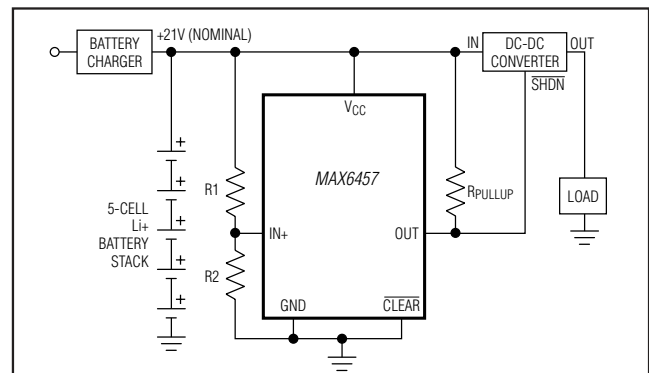 BATTERY
CHARGER
+21V (NOMINAL)
IN
DC-DC
CONVERTER
OUT
SHDN
VCC
MAX6457
R1
RPULLUP
LOAD
5-CELL
Li+
BATTERY
STACK
IN+
OUT
R2
GND
CLEAR
+
+
+
+
+